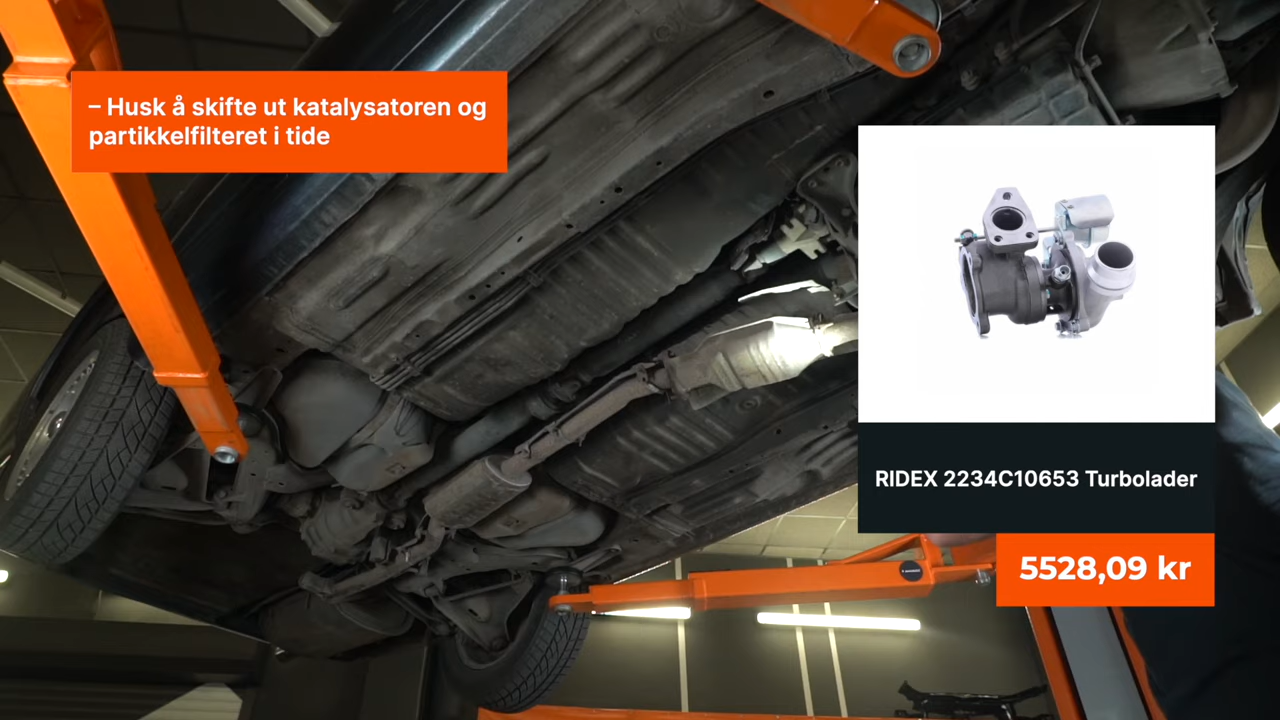 – Husk å skifte ut katalysatoren og
partikkelfilteret i tide
RIDEX 2234C10653 Turbolader
5528,09 kr